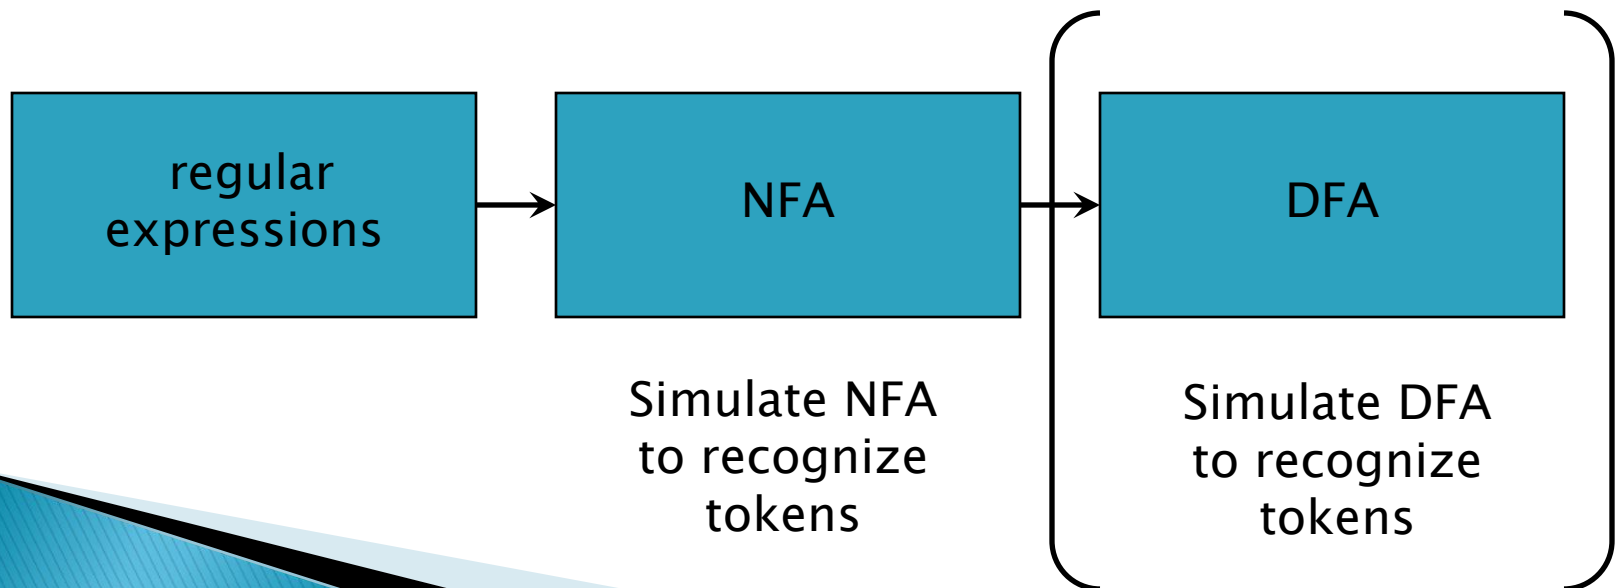 regular
expressions
NFA
DFA
Simulate NFA
to recognize
tokens
Simulate DFA
to recognize
tokens